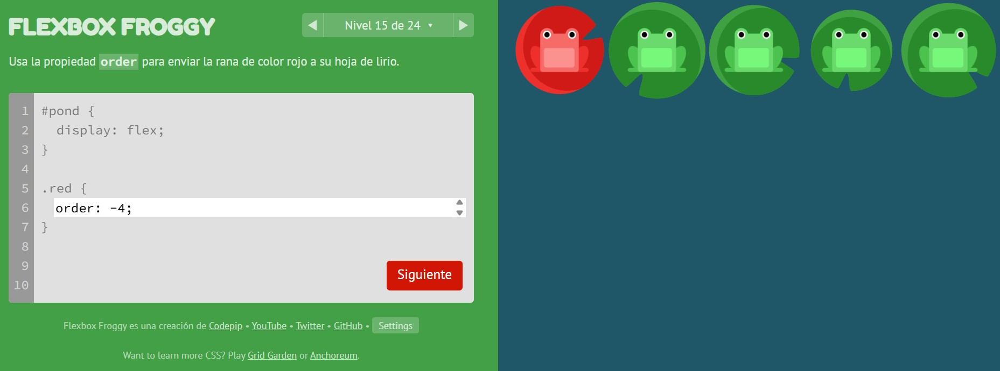 FLEXBOX FROGGY
Nivel 15 de 24 ▼
Usa la propiedad order para enviar la rana de color rojo a su hoja de lirio.
1 #pond {
2   display: flex;
3 }
4
5 .red {
6   order: -4;
7 }
8
9
10
Siguiente
Flexbox Froggy es una creación de Codepip • YouTube • Twitter • GitHub • Settings
Want to learn more CSS? Play Grid Garden or Anchoreum.